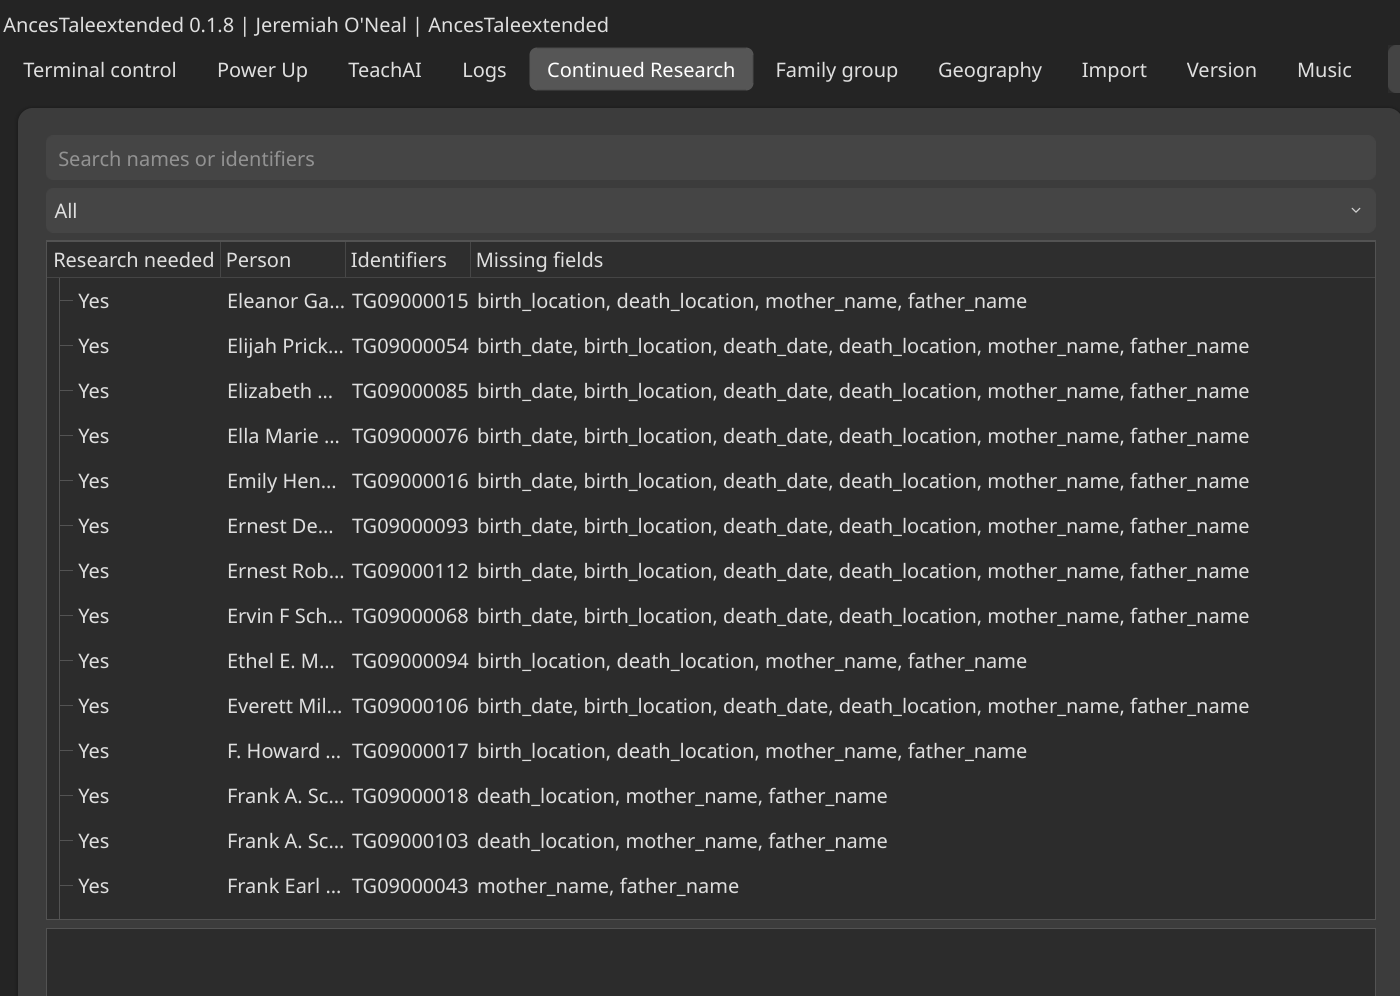 AncesTaleextended 0.1.8 | Jeremiah O'Neal | AncesTaleextended
Terminal control Power Up TeachAI Logs Continued Research Family group Geography Import Version Music
Search names or identifiers
All
Research needed Person Identifiers Missing fields
Yes Eleanor Ga... TG09000015 birth_location, death_location, mother_name, father_name
Yes Elijah Prick... TG09000054 birth_date, birth_location, death_date, death_location, mother_name, father_name
Yes Elizabeth ... TG09000085 birth_date, birth_location, death_date, death_location, mother_name, father_name
Yes Ella Marie ... TG09000076 birth_date, birth_location, death_date, death_location, mother_name, father_name
Yes Emily Hen... TG09000016 birth_date, birth_location, death_date, death_location, mother_name, father_name
Yes Ernest De... TG09000093 birth_date, birth_location, death_date, death_location, mother_name, father_name
Yes Ernest Rob... TG09000112 birth_date, birth_location, death_date, death_location, mother_name, father_name
Yes Ervin F Sch... TG09000068 birth_date, birth_location, death_date, death_location, mother_name, father_name
Yes Ethel E. M... TG09000094 birth_location, death_location, mother_name, father_name
Yes Everett Mil... TG09000106 birth_date, birth_location, death_date, death_location, mother_name, father_name
Yes F. Howard ... TG09000017 birth_location, death_location, mother_name, father_name
Yes Frank A. Sc... TG09000018 death_location, mother_name, father_name
Yes Frank A. Sc... TG09000103 death_location, mother_name, father_name
Yes Frank Earl ... TG09000043 mother_name, father_name